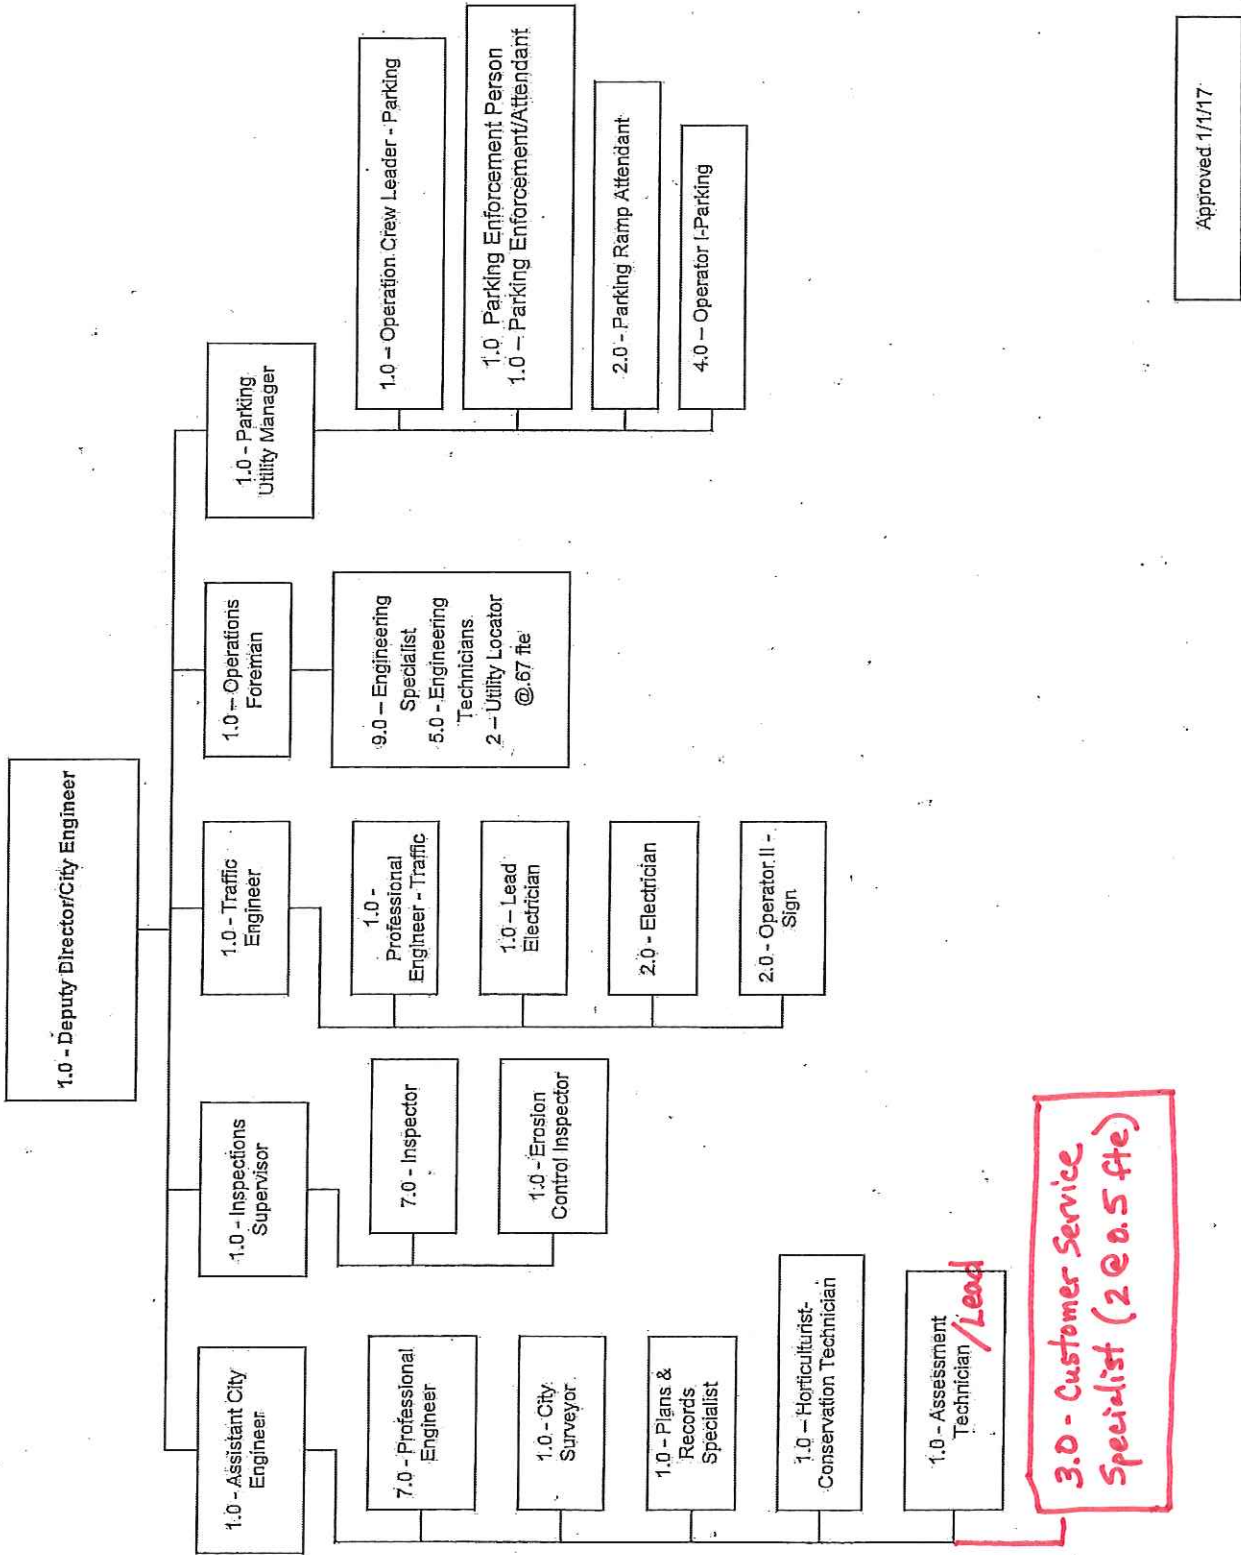 1.0 - Deputy Director/City Engineer
1.0 - Assistant City
Engineer
7.0 - Professional
Engineer
1.0 - City
Surveyor
1.0 - Plans &
Records
Specialist
1.0 – Horticulturist-
Conservation Technician
1.0 - Assessment
Technician /Lead
3.0 - Customer Service
Specialist (2 @ 0.5 fte)
1.0 - Inspections
Supervisor
7.0 - Inspector
1.0 - Erosion
Control Inspector
1.0 - Traffic
Engineer
1.0 -
Professional
Engineer - Traffic
1.0 – Lead
Electrician
2.0 - Electrician
2.0 - Operator II -
Sign
1.0 – Operations
Foreman
9.0 – Engineering
Specialist
5.0 - Engineering
Technicians
2 – Utility Locator
@.67 fte
1.0 - Parking
Utility Manager
1.0 – Operation Crew Leader - Parking
1.0 Parking Enforcement Person
1.0 – Parking Enforcement/Attendant
2.0 - Parking Ramp Attendant
4.0 – Operator I-Parking
Approved 1/1/17